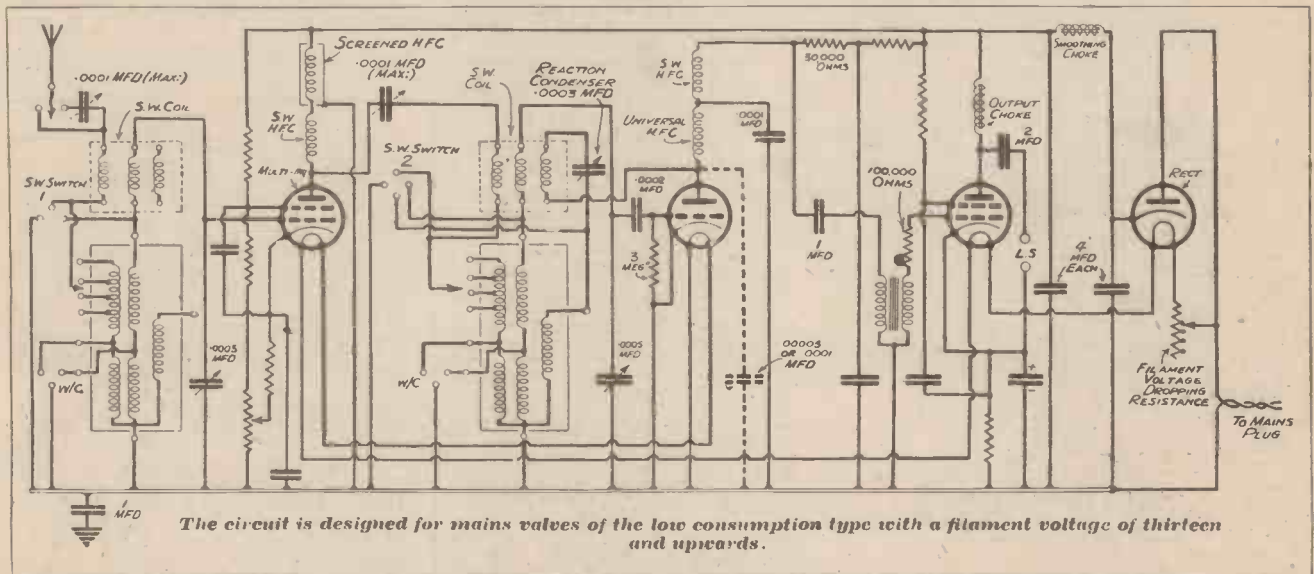 .0001 MFD (MAX:)
S.W. COIL
S.W. SWITCH
1
W/C
.0005
MFD
1
MFD
SCREENED HFC
S.W.
HFC
MULTI-μ
.0001 MFD
(MAX:)
S.W. SWITCH
2
S.W.
COIL
REACTION
CONDENSER
.0003 MFD
W/C
.0005
MFD
.0002
MFD
3
MEG
S.W.
HFC
UNIVERSAL
H.F.C.
.0001
MFD
.00005
OR .0001
MFD
30,000
OHMS
1
MFD
100,000
OHMS
OUTPUT
CHOKE
2
MFD
L.S
SMOOTHING
CHOKE
4
MFD
EACH
RECT
FILAMENT
VOLTAGE
DROPPING
RESISTANCE
TO MAINS
PLUG
The circuit is designed for mains valves of the low consumption type with a filament voltage of thirteen
and upwards.